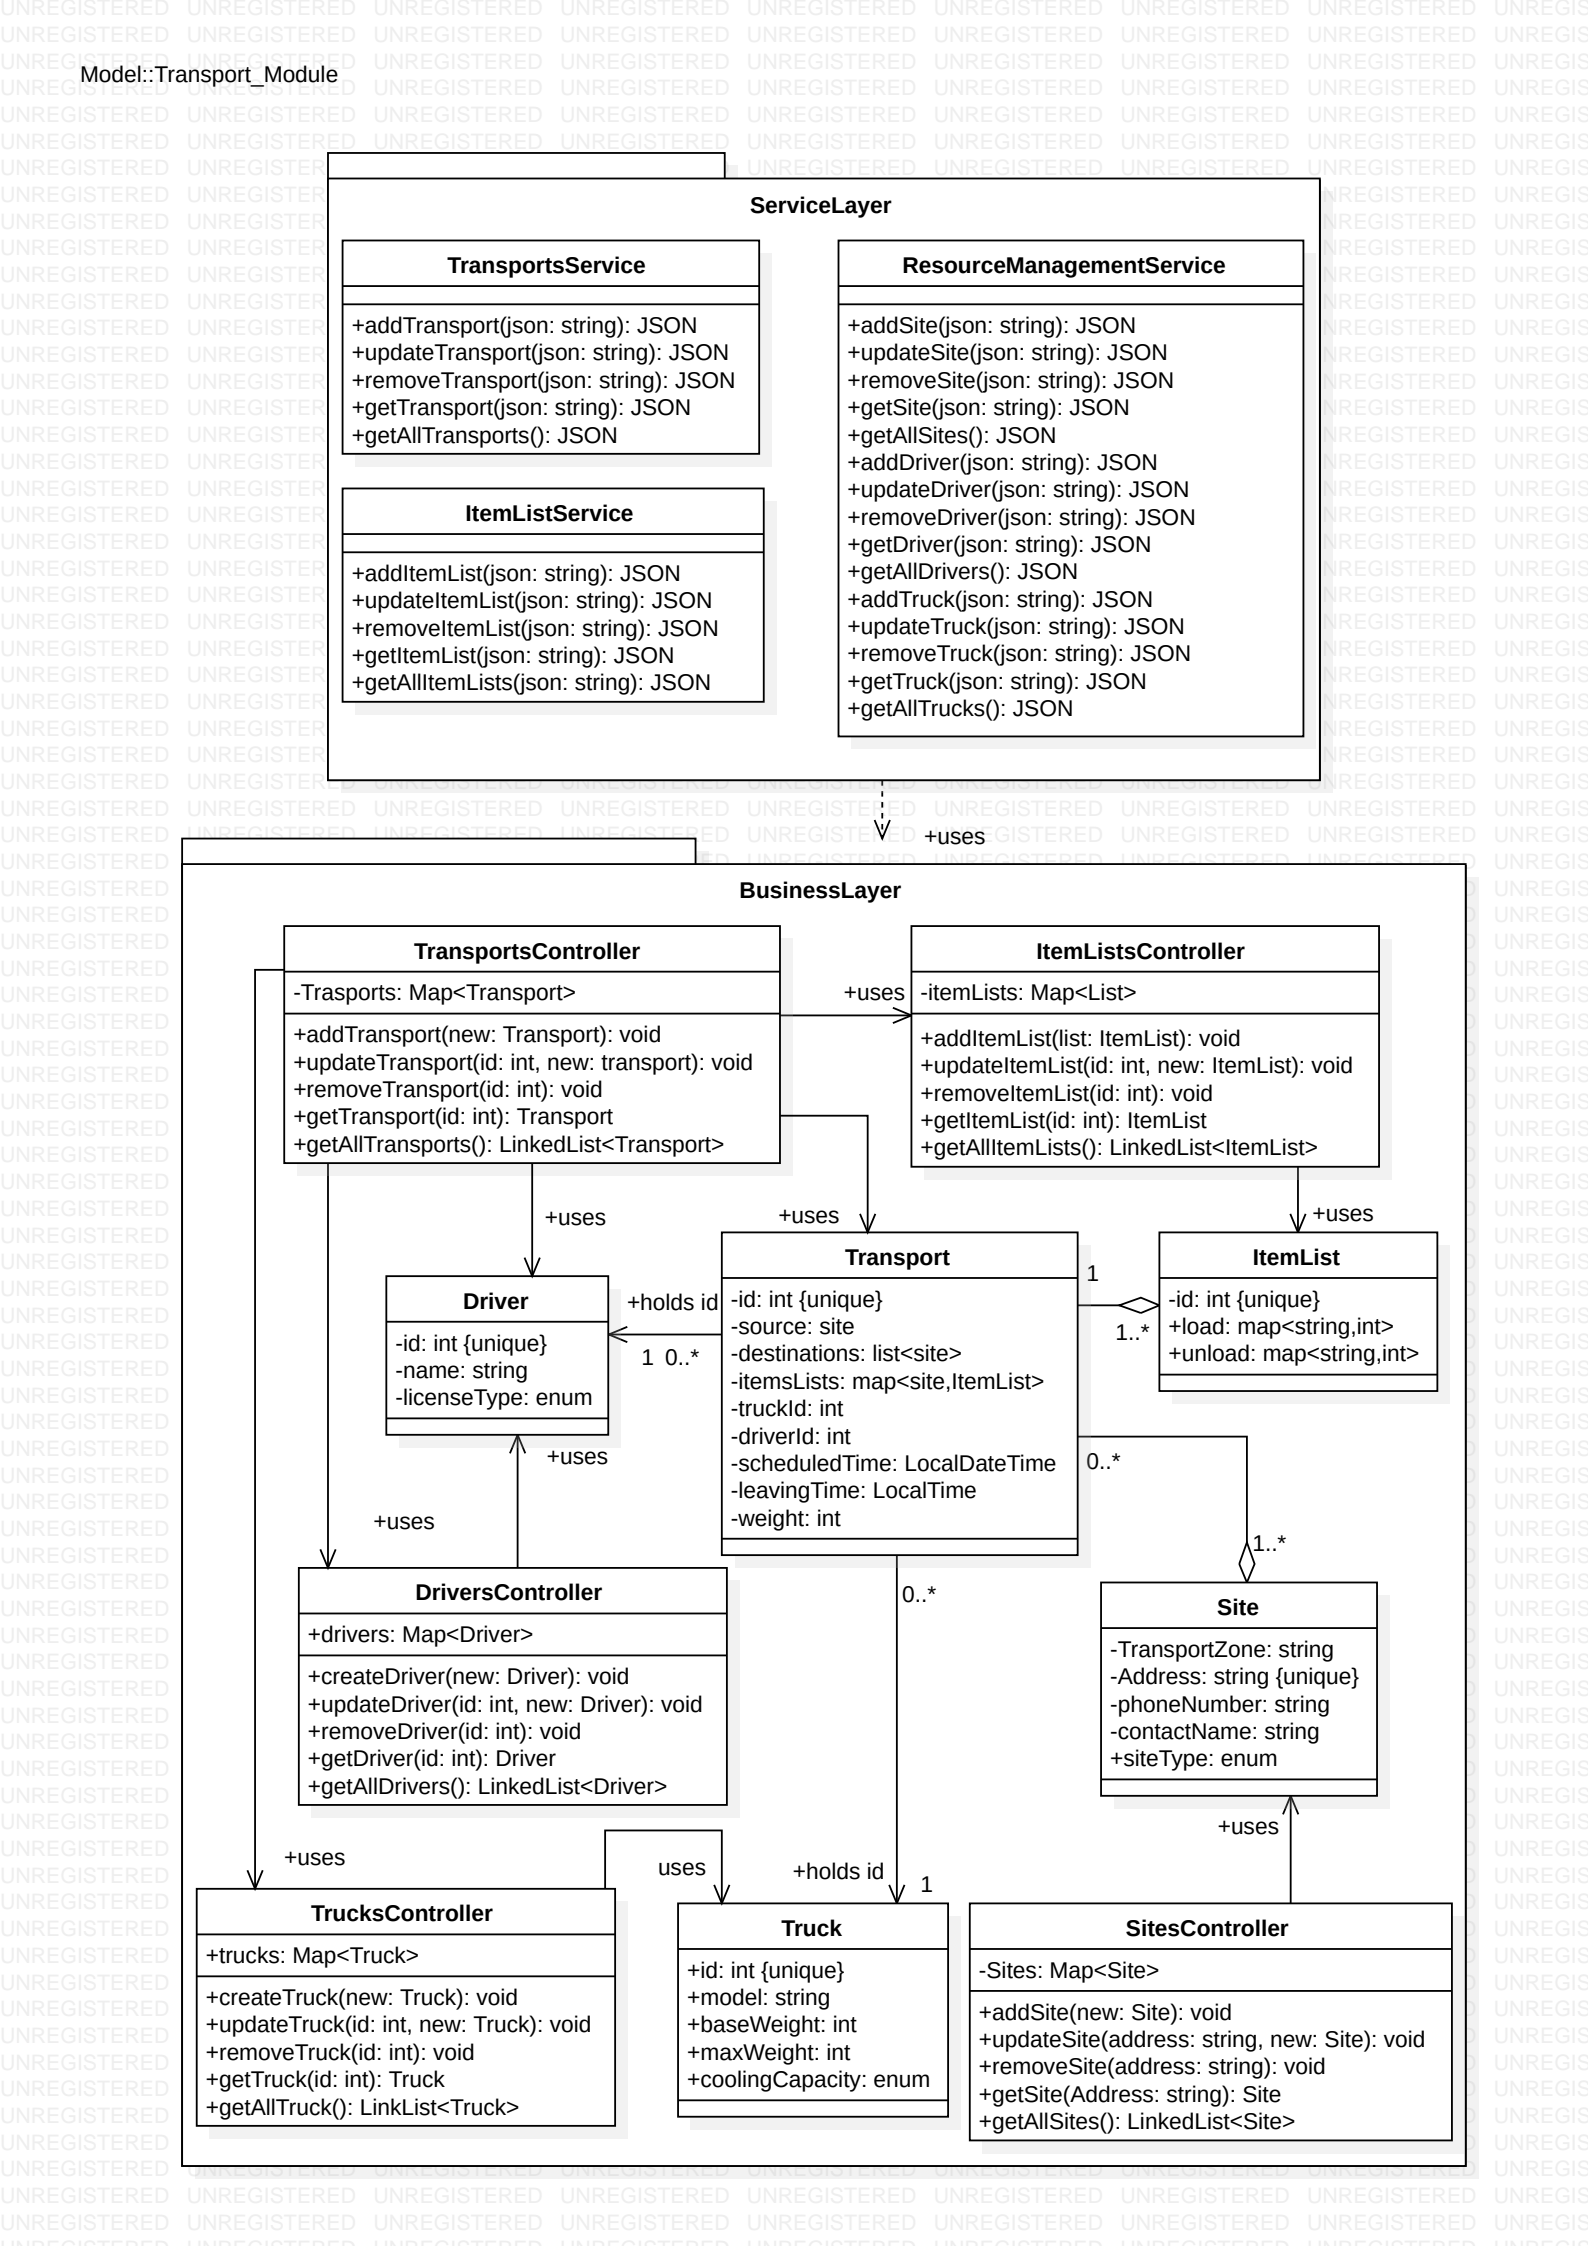 Model::Transport_Module
ServiceLayer
TransportsService
+addTransport(json: string): JSON
+updateTransport(json: string): JSON
+removeTransport(json: string): JSON
+getTransport(json: string): JSON
+getAllTransports(): JSON
ItemListService
+addItemList(json: string): JSON
+updateItemList(json: string): JSON
+removeItemList(json: string): JSON
+getItemList(json: string): JSON
+getAllItemLists(json: string): JSON
ResourceManagementService
+addSite(json: string): JSON
+updateSite(json: string): JSON
+removeSite(json: string): JSON
+getSite(json: string): JSON
+getAllSites(): JSON
+addDriver(json: string): JSON
+updateDriver(json: string): JSON
+removeDriver(json: string): JSON
+getDriver(json: string): JSON
+getAllDrivers(): JSON
+addTruck(json: string): JSON
+updateTruck(json: string): JSON
+removeTruck(json: string): JSON
+getTruck(json: string): JSON
+getAllTrucks(): JSON
+uses
BusinessLayer
TransportsController
-Trasports: Map<Transport>
+addTransport(new: Transport): void
+updateTransport(id: int, new: transport): void
+removeTransport(id: int): void
+getTransport(id: int): Transport
+getAllTransports(): LinkedList<Transport>
+uses
ItemListsController
-itemLists: Map<List>
+addItemList(list: ItemList): void
+updateItemList(id: int, new: ItemList): void
+removeItemList(id: int): void
+getItemList(id: int): ItemList
+getAllItemLists(): LinkedList<ItemList>
+uses
+uses
+uses
Driver
-id: int {unique}
-name: string
-licenseType: enum
+holds id
1 0..*
Transport
-id: int {unique}
-source: site
-destinations: list<site>
-itemsLists: map<site,ItemList>
-truckId: int
-driverId: int
-scheduledTime: LocalDateTime
-leavingTime: LocalTime
-weight: int
1
1..*
ItemList
-id: int {unique}
+load: map<string,int>
+unload: map<string,int>
0..*
1..*
+uses
+uses
0..*
DriversController
+drivers: Map<Driver>
+createDriver(new: Driver): void
+updateDriver(id: int, new: Driver): void
+removeDriver(id: int): void
+getDriver(id: int): Driver
+getAllDrivers(): LinkedList<Driver>
Site
-TransportZone: string
-Address: string {unique}
-phoneNumber: string
-contactName: string
+siteType: enum
+uses
+uses
uses
+holds id
1
TrucksController
+trucks: Map<Truck>
+createTruck(new: Truck): void
+updateTruck(id: int, new: Truck): void
+removeTruck(id: int): void
+getTruck(id: int): Truck
+getAllTruck(): LinkList<Truck>
Truck
+id: int {unique}
+model: string
+baseWeight: int
+maxWeight: int
+coolingCapacity: enum
SitesController
-Sites: Map<Site>
+addSite(new: Site): void
+updateSite(address: string, new: Site): void
+removeSite(address: string): void
+getSite(Address: string): Site
+getAllSites(): LinkedList<Site>
UNREGISTERED